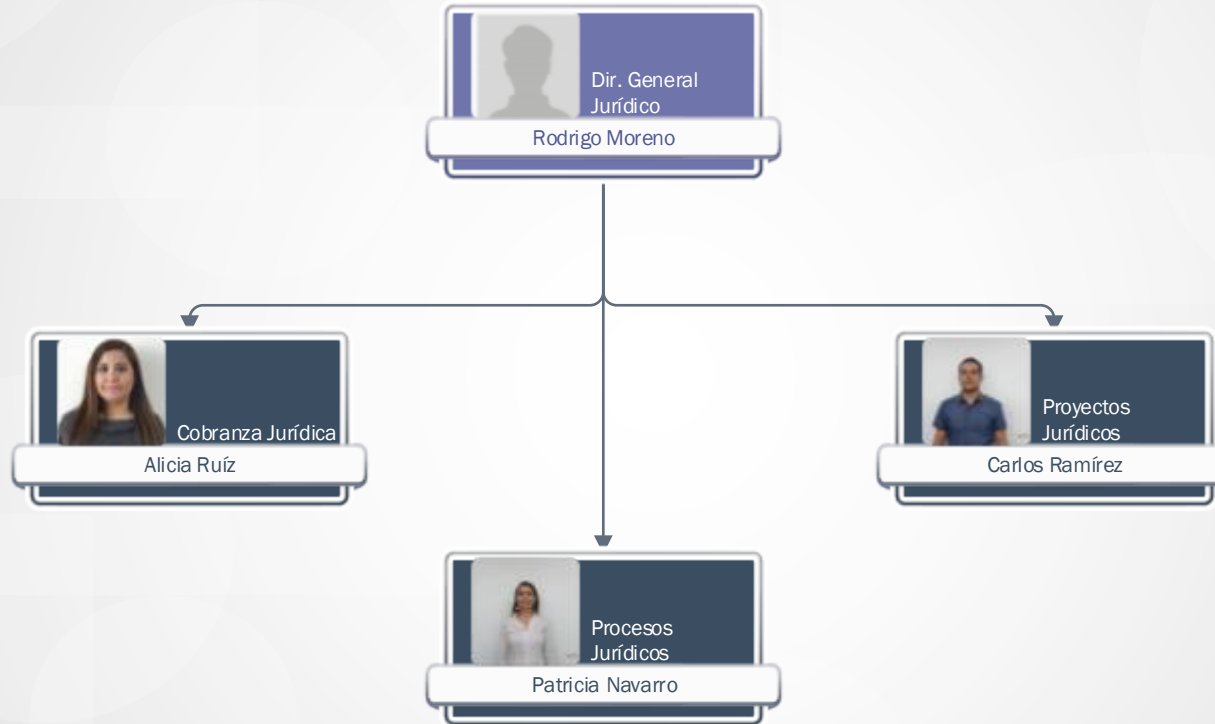 Dir. General
Jurídico
Rodrigo Moreno
Cobranza Jurídica
Alicia Ruíz
Proyectos
Jurídicos
Carlos Ramírez
Procesos
Jurídicos
Patricia Navarro